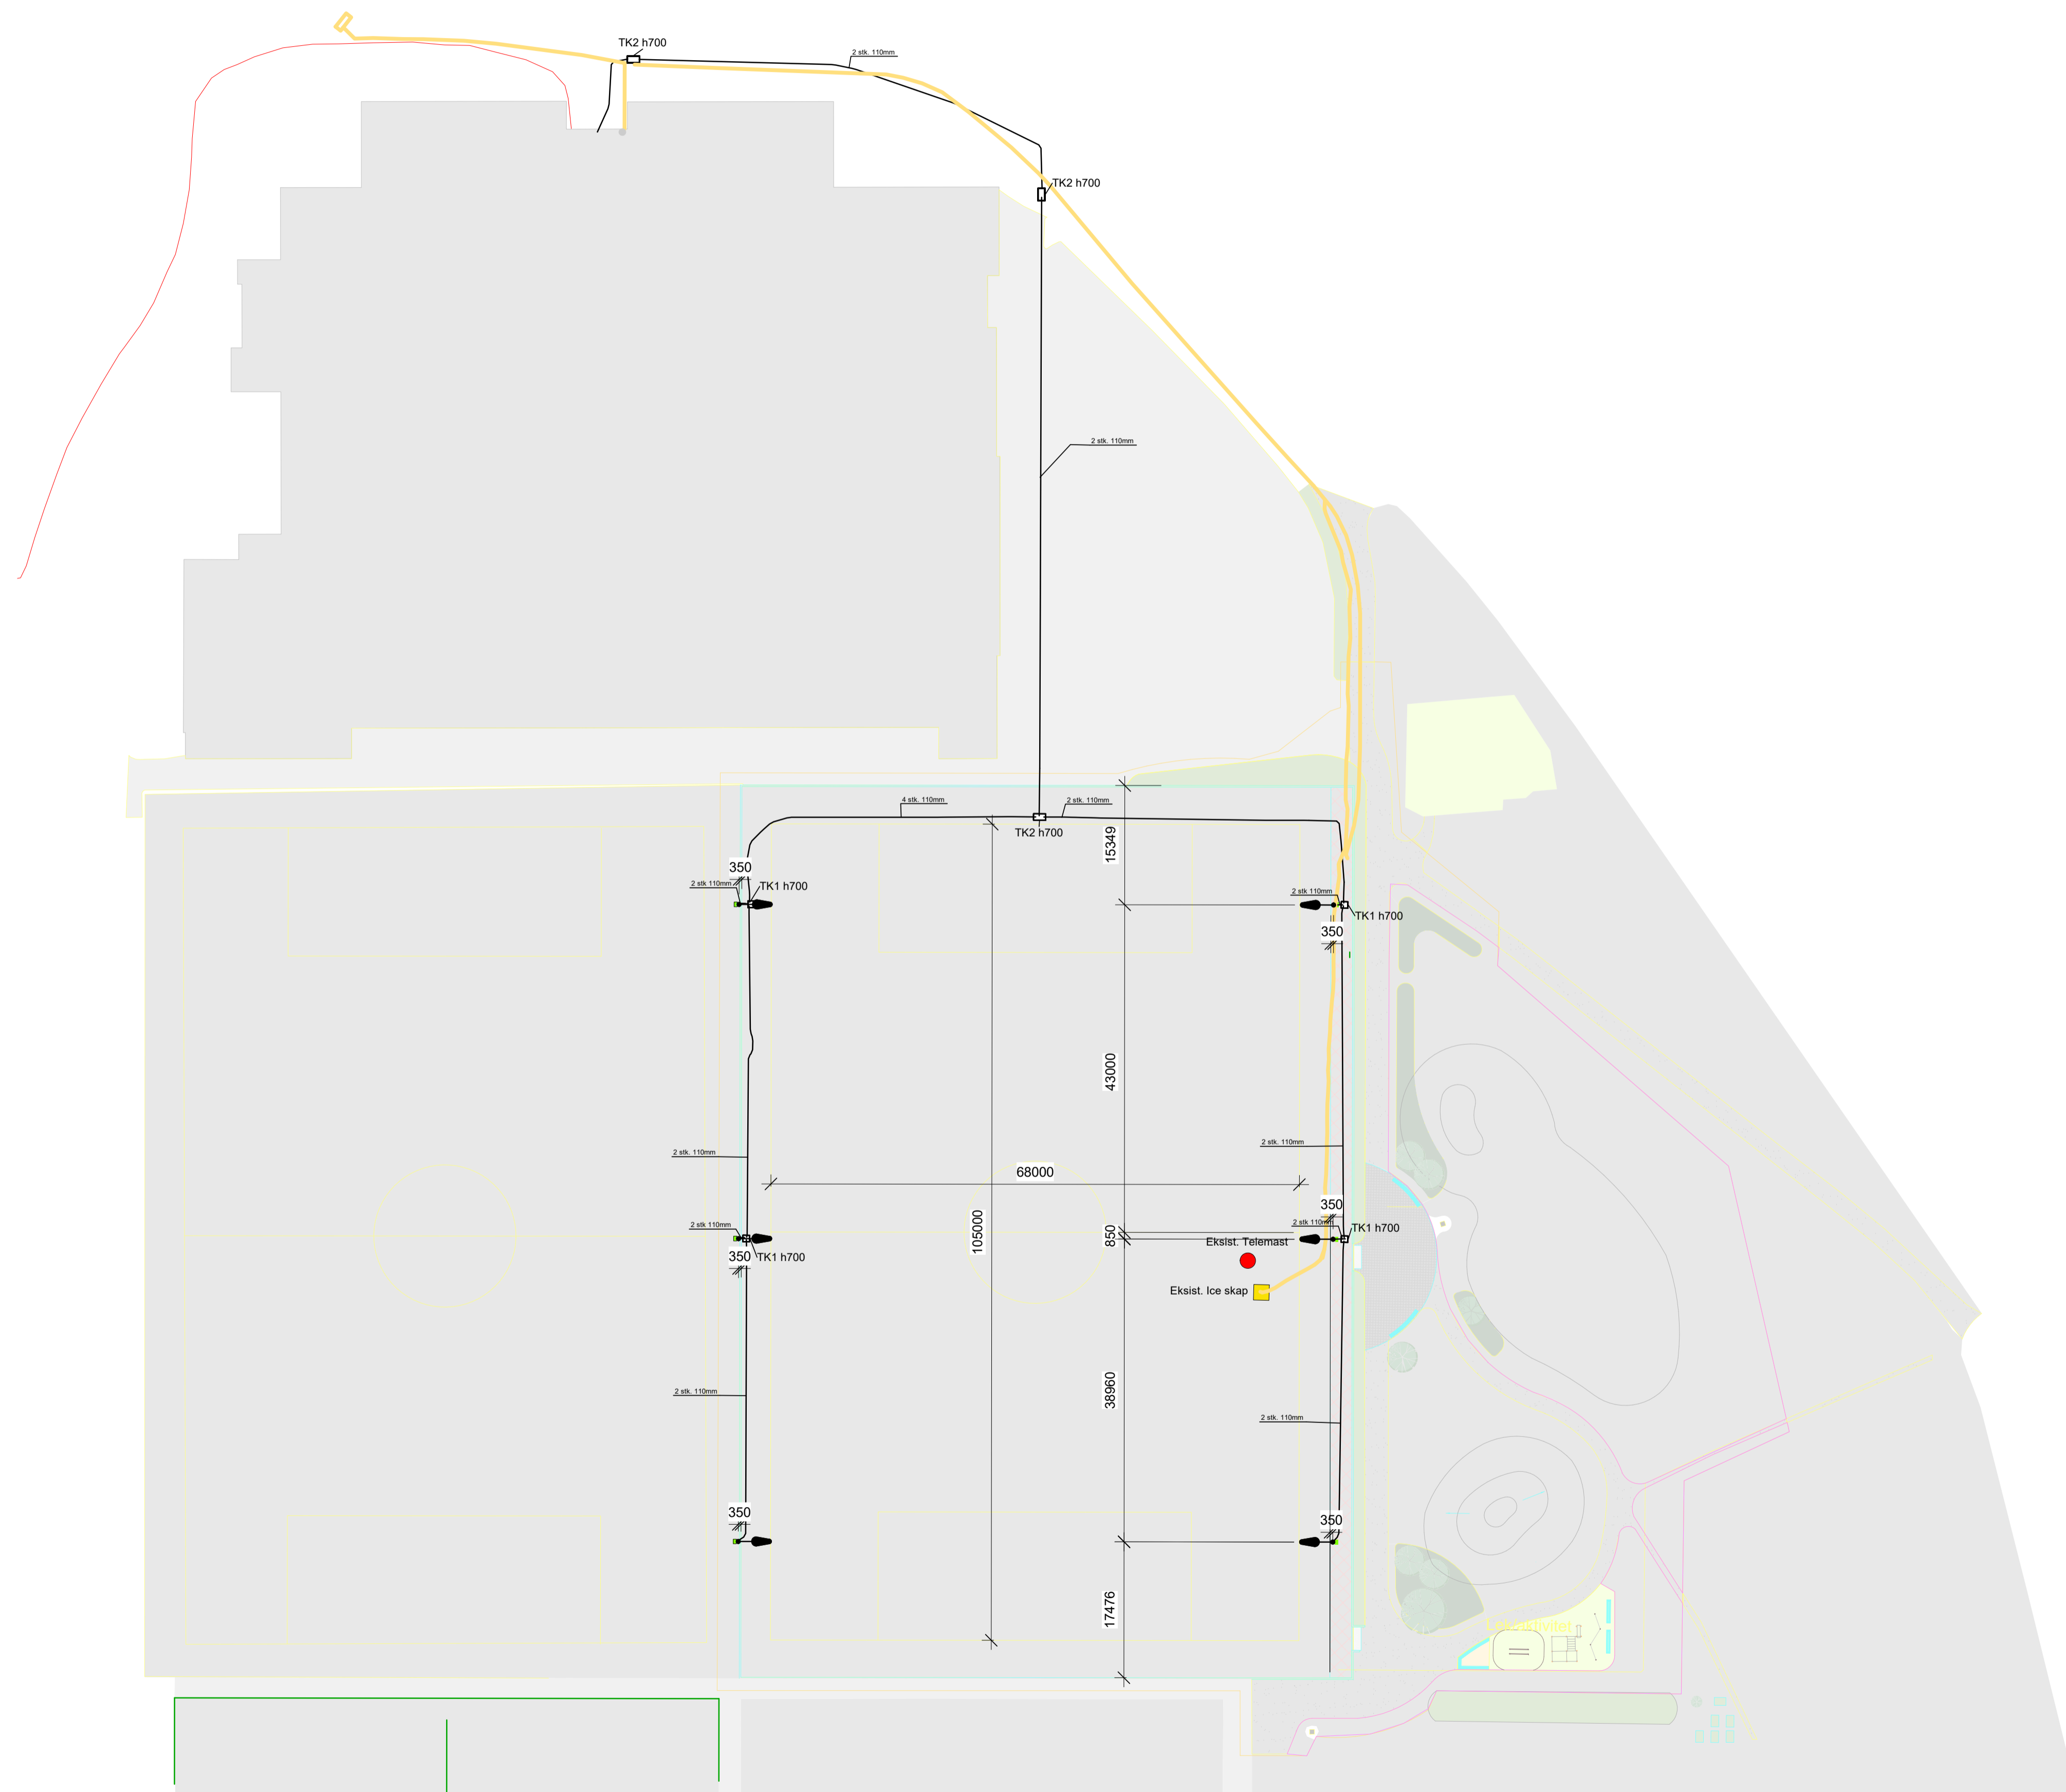 TK2 h700
2 stk. 110mm
TK2 h700
2 stk. 110mm
4 stk. 110mm
2 stk. 110mm
TK2 h700
15349
350
2 stk 110mm
TK1 h700
2 stk 110mm
TK1 h700
350
43000
2 stk. 110mm
2 stk. 110mm
68000
105000
850
350
2 stk 110mm
2 stk 110mm
TK1 h700
TK1 h700
350
Eksist. Telemast
Eksist. Ice skap
38960
2 stk. 110mm
2 stk. 110mm
350
350
17476